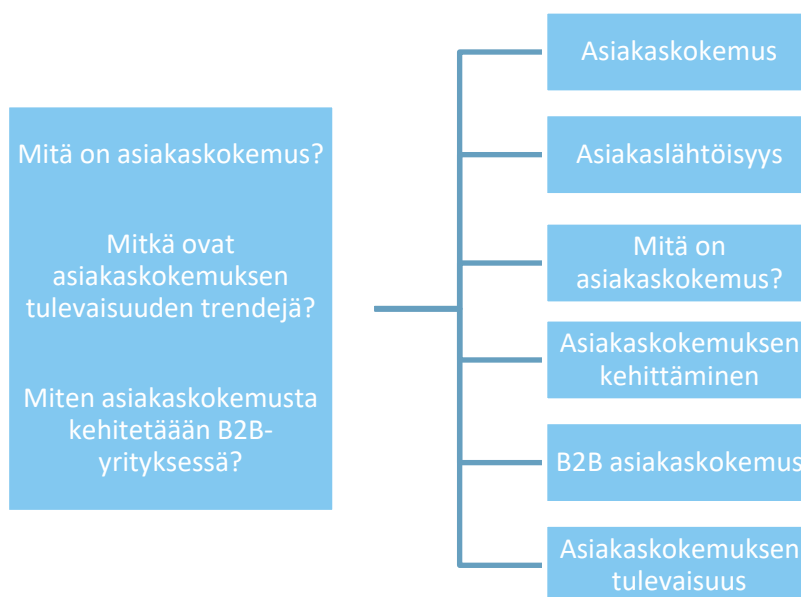 Mitä on asiakaskokemus?
Mitkä ovat
asiakaskokemuksen
tulevaisuuden trendejä?
Miten asiakaskokemusta
kehitetäään B2B-
yrityksessä?
Asiakaskokemus
Asiakaslähtöisyys
Mitä on
asiakaskokemus?
Asiakaskokemuksen
kehittäminen
B2B asiakaskokemus
Asiakaskokemuksen
tulevaisuus